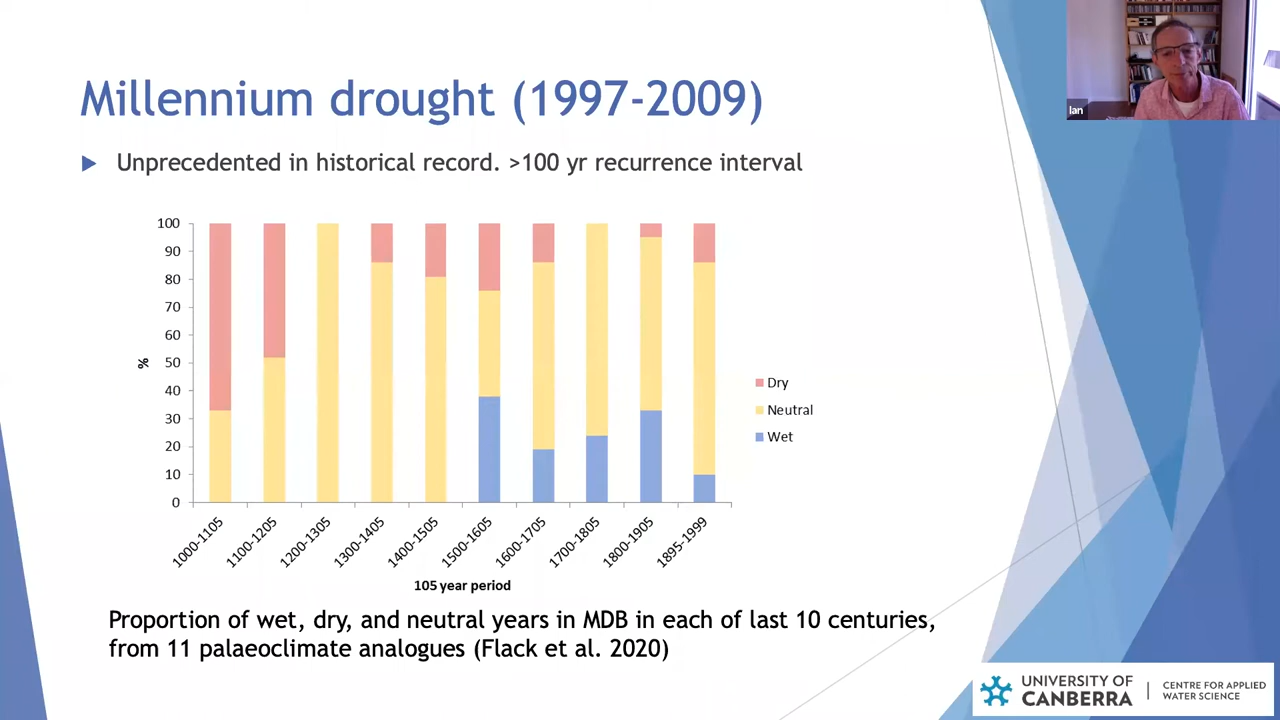 Millennium drought (1997-2009)
Ian
Unprecedented in historical record. >100 yr recurrence interval
100
90
80
70
60
50
40
30
20
10
0
%
Dry
Neutral
Wet
1000-1105
1100-1205
1200-1305
1300-1405
1400-1505
1500-1605
1600-1705
1700-1805
1800-1905
1895-1999
105 year period
Proportion of wet, dry, and neutral years in MDB in each of last 10 centuries,
from 11 palaeoclimate analogues (Flack et al. 2020)
UNIVERSITY OF
CANBERRA
CENTRE FOR APPLIED
WATER SCIENCE